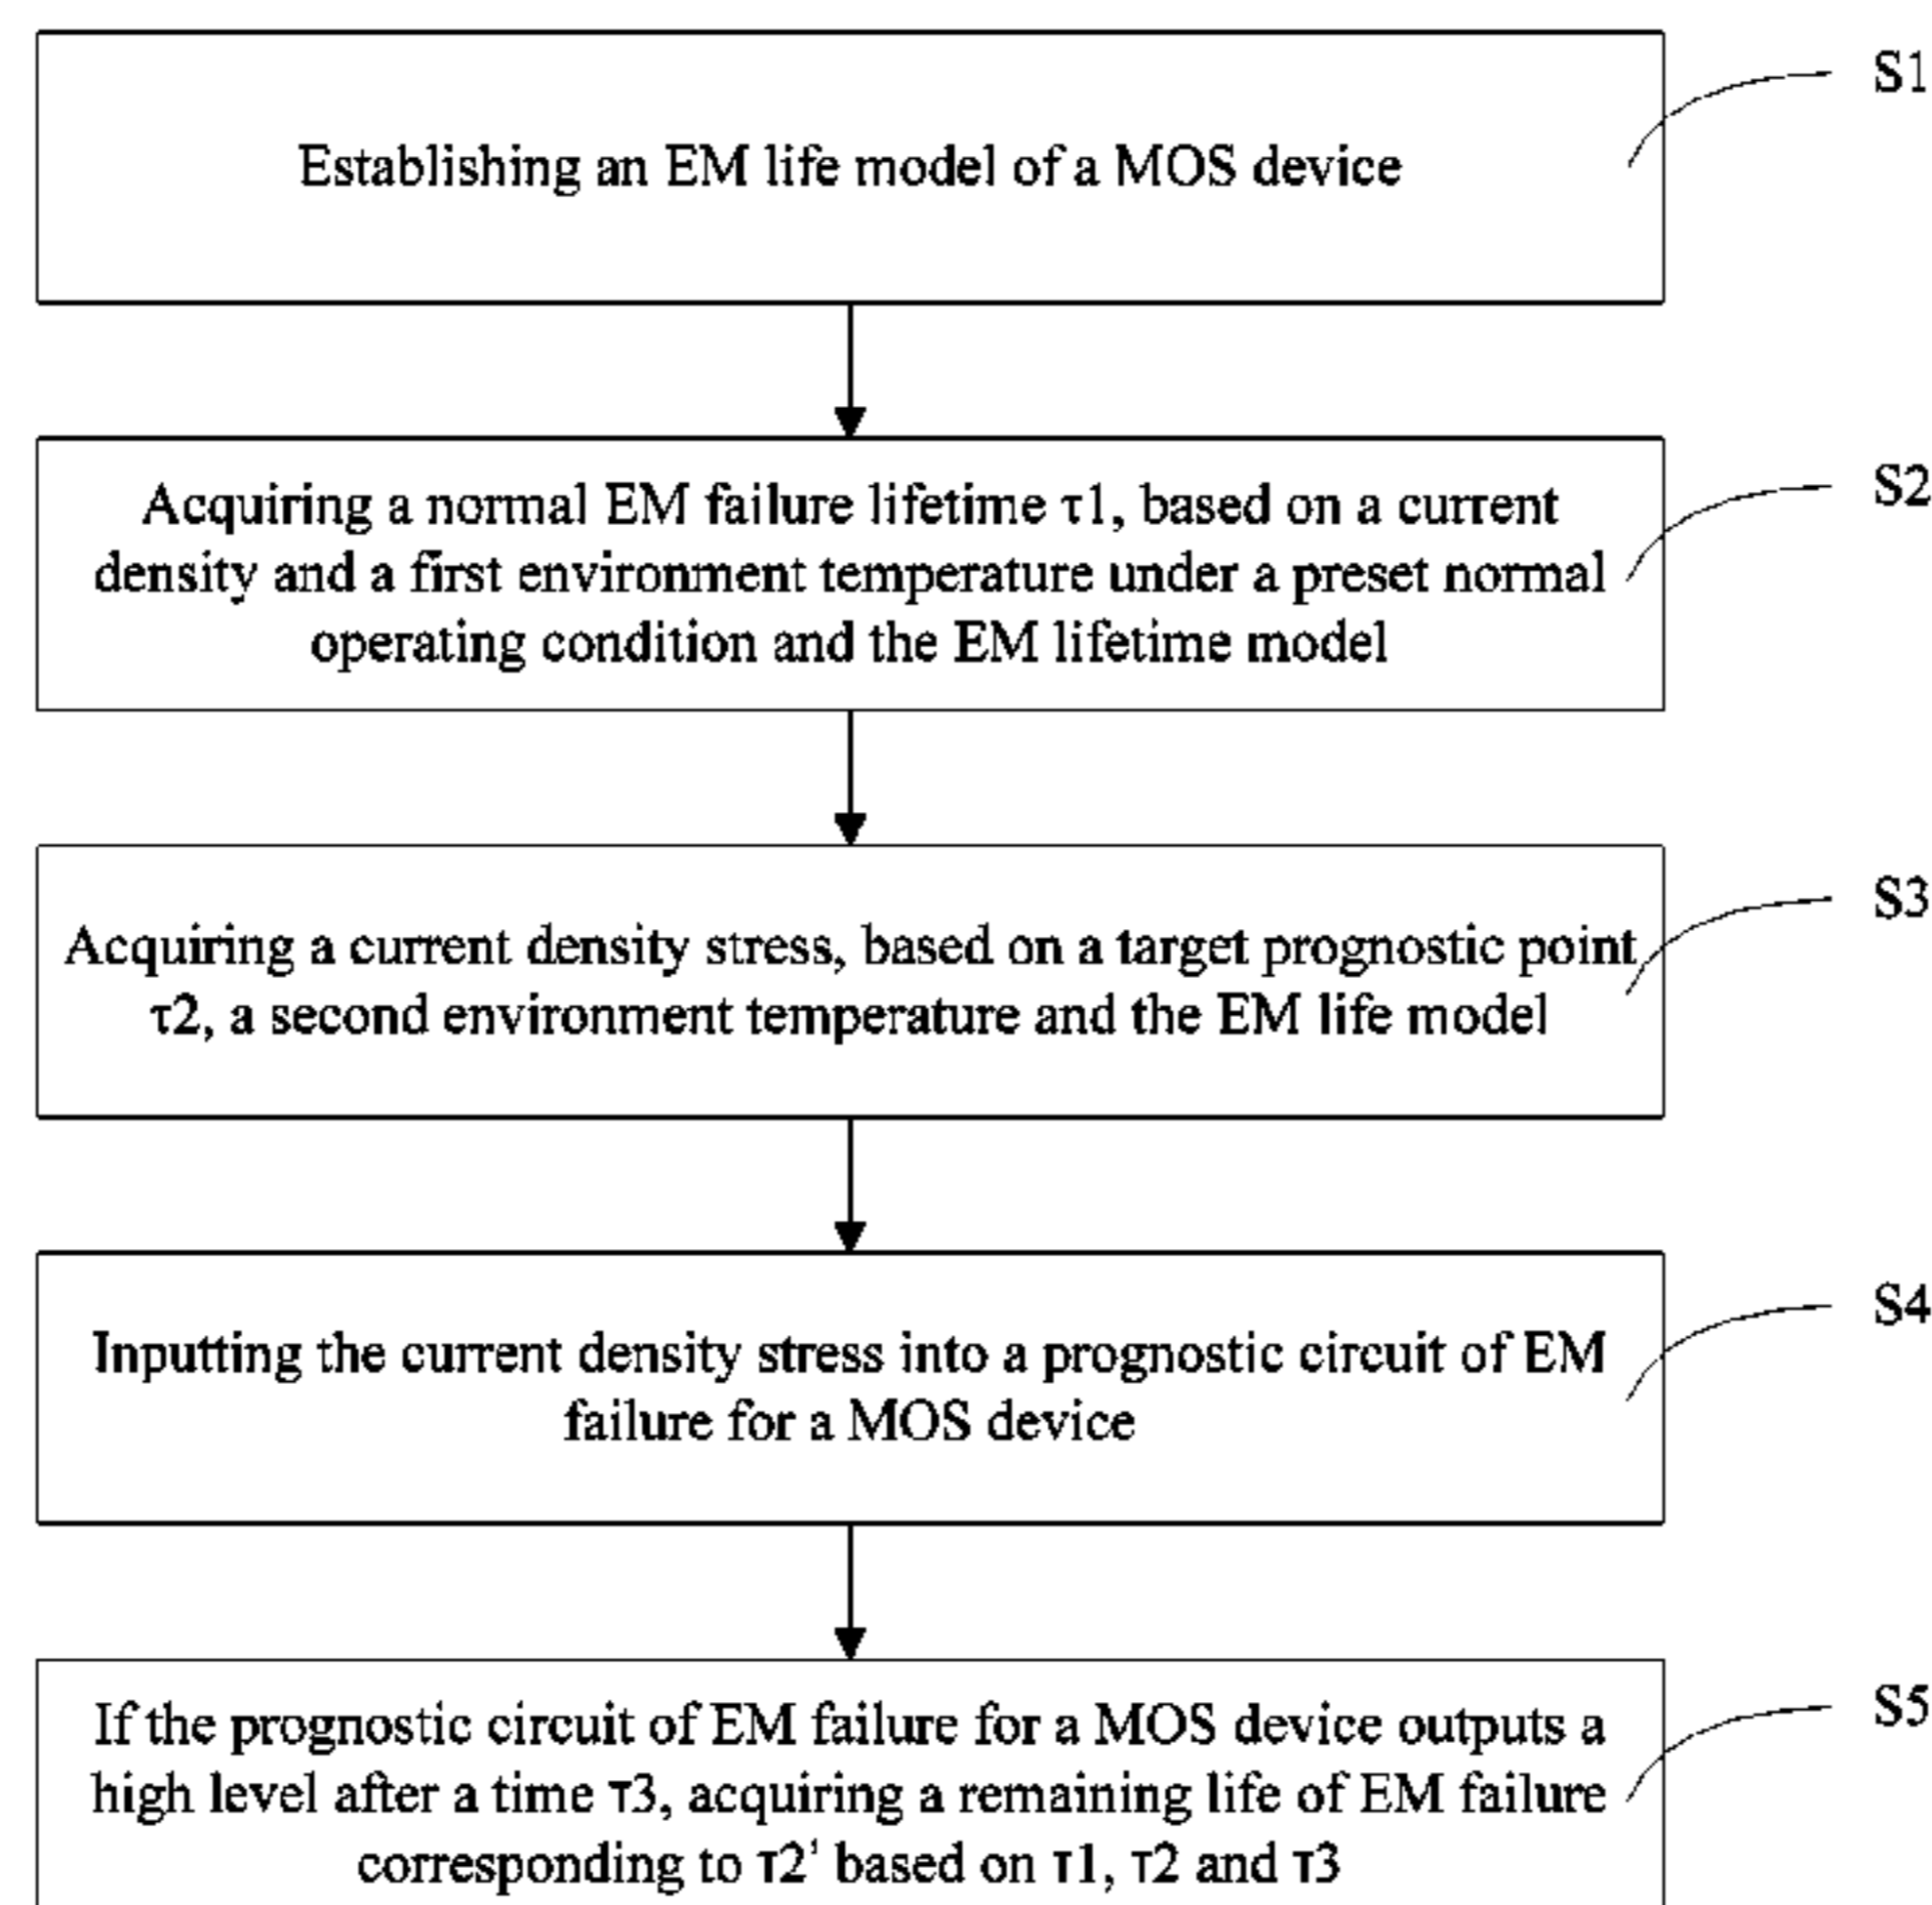 S1
Establishing an EM life model of a MOS device
S2
Acquiring a normal EM failure lifetime τ1, based on a current
density and a first environment temperature under a preset normal
operating condition and the EM lifetime model
S3
Acquiring a current density stress, based on a target prognostic point
τ2, a second environment temperature and the EM life model
S4
Inputting the current density stress into a prognostic circuit of EM
failure for a MOS device
S5
If the prognostic circuit of EM failure for a MOS device outputs a
high level after a time τ3, acquiring a remaining life of EM failure
corresponding to τ2' based on τ1, τ2 and τ3